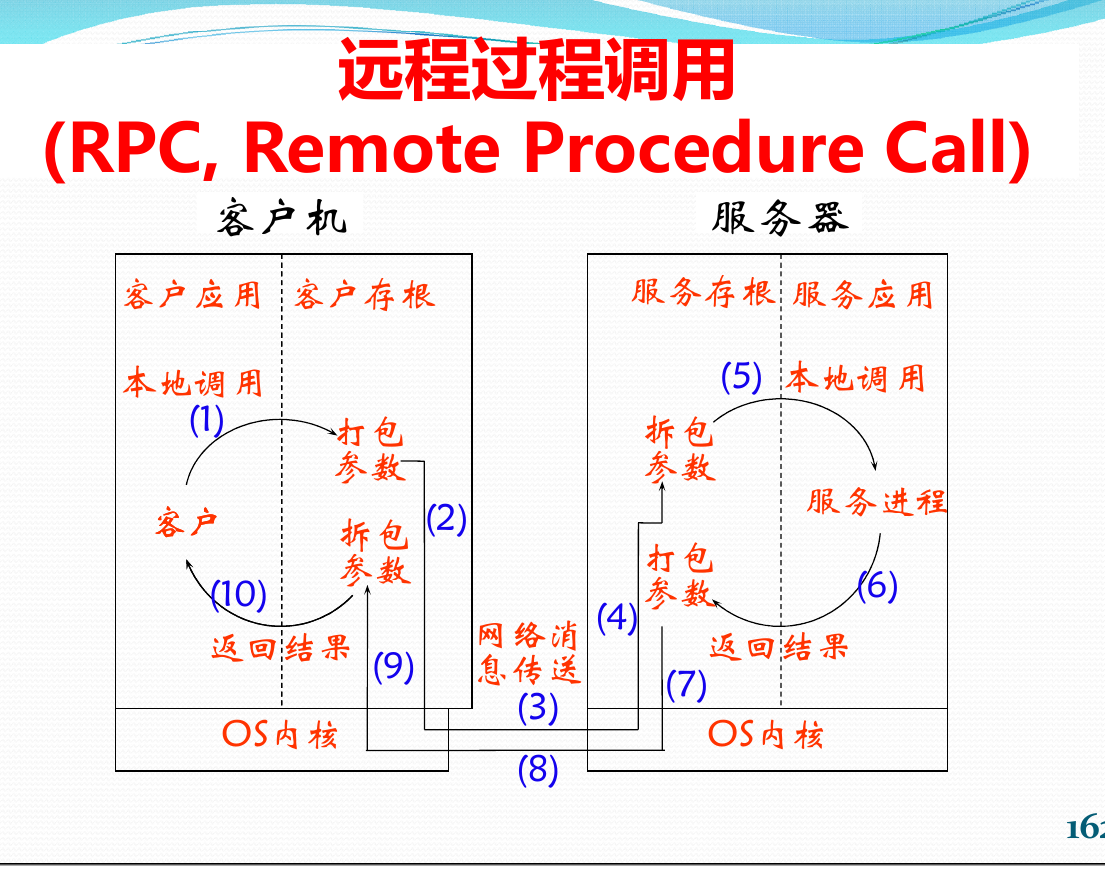 远程过程调用
(RPC, Remote Procedure Call)
客户机
服务器
客户应用
客户存根
服务存根
服务应用
本地调用
(1)
打包
参数
(2)
客户
拆包
参数
(10)
返回结果
(9)
网络消
息传送
(3)
(8)
OS内核
(5)
本地调用
拆包
参数
服务进程
打包
参数
(4)
(6)
返回结果
(7)
OS内核